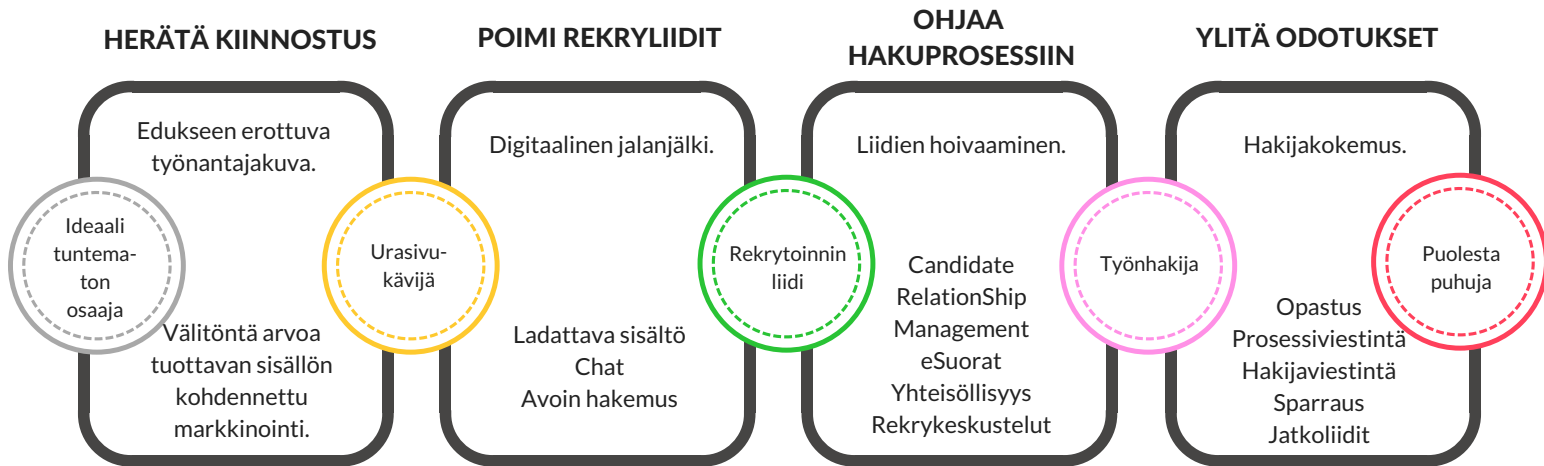 HERÄTÄ KIINNOSTUS
Edukseen erottuva
työnantajakuva.
Ideaali
tuntema-
ton
osaaja
Välitöntä arvoa
tuottavan sisällön
kohdennettu
markkinointi.
Urasivu-
kävijä
POIMI REKRYLIIDIT
Digitaalinen jalanjälki.
Ladattava sisältö
Chat
Avoin hakemus
Rekrytoinnin
liidi
OHJAA
HAKUPROSESSIIN
Liidien hoivaaminen.
Candidate
RelationShip
Management
eSuorat
Yhteisöllisyys
Rekrykeskustelut
Työnhakija
YLITÄ ODOTUKSET
Hakijakokemus.
Opastus
Prosessiviestintä
Hakijaviestintä
Sparraus
Jatkoliidit
Puolesta
puhuja